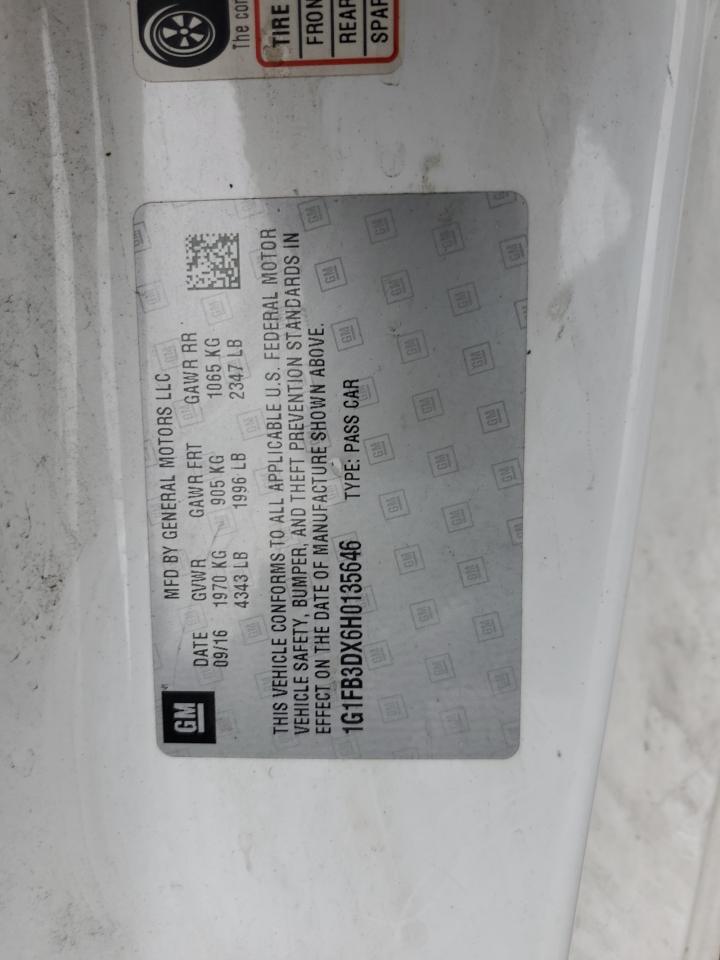 The
TIRE
FRON
REAR
SPAR
GM
MFD BY GENERAL MOTORS LLC
DATE GVWR GAWR FRT GAWR RR
09/16 1970 KG 905 KG 1065 KG
4343 LB 1996 LB 2347 LB
THIS VEHICLE CONFORMS TO ALL APPLICABLE U.S. FEDERAL MOTOR
VEHICLE SAFETY, BUMPER, AND THEFT PREVENTION STANDARDS IN
EFFECT ON THE DATE OF MANUFACTURE SHOWN ABOVE.
1G1FB3DX6H0135646 TYPE: PASS CAR